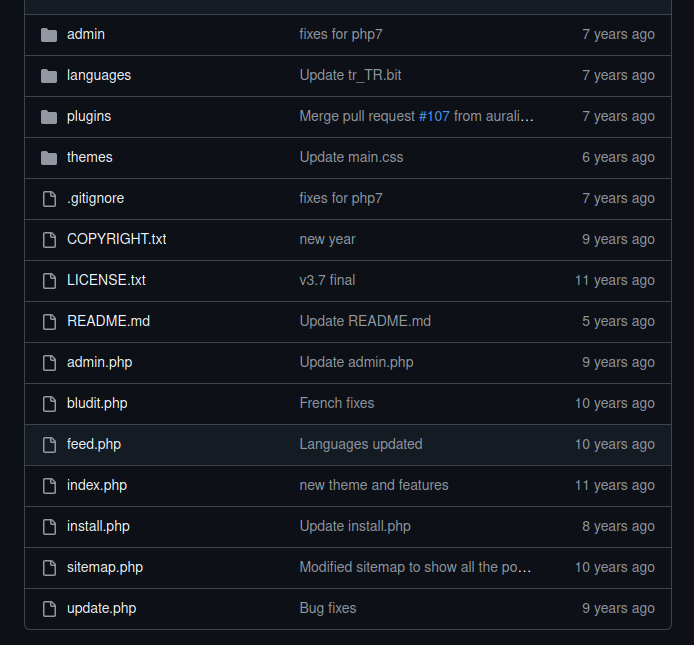 admin fixes for php7 7 years ago
languages Update tr_TR.bit 7 years ago
plugins Merge pull request #107 from aurali… 7 years ago
themes Update main.css 6 years ago
.gitignore fixes for php7 7 years ago
COPYRIGHT.txt new year 9 years ago
LICENSE.txt v3.7 final 11 years ago
README.md Update README.md 5 years ago
admin.php Update admin.php 9 years ago
bludit.php French fixes 10 years ago
feed.php Languages updated 10 years ago
index.php new theme and features 11 years ago
install.php Update install.php 8 years ago
sitemap.php Modified sitemap to show all the po… 10 years ago
update.php Bug fixes 9 years ago